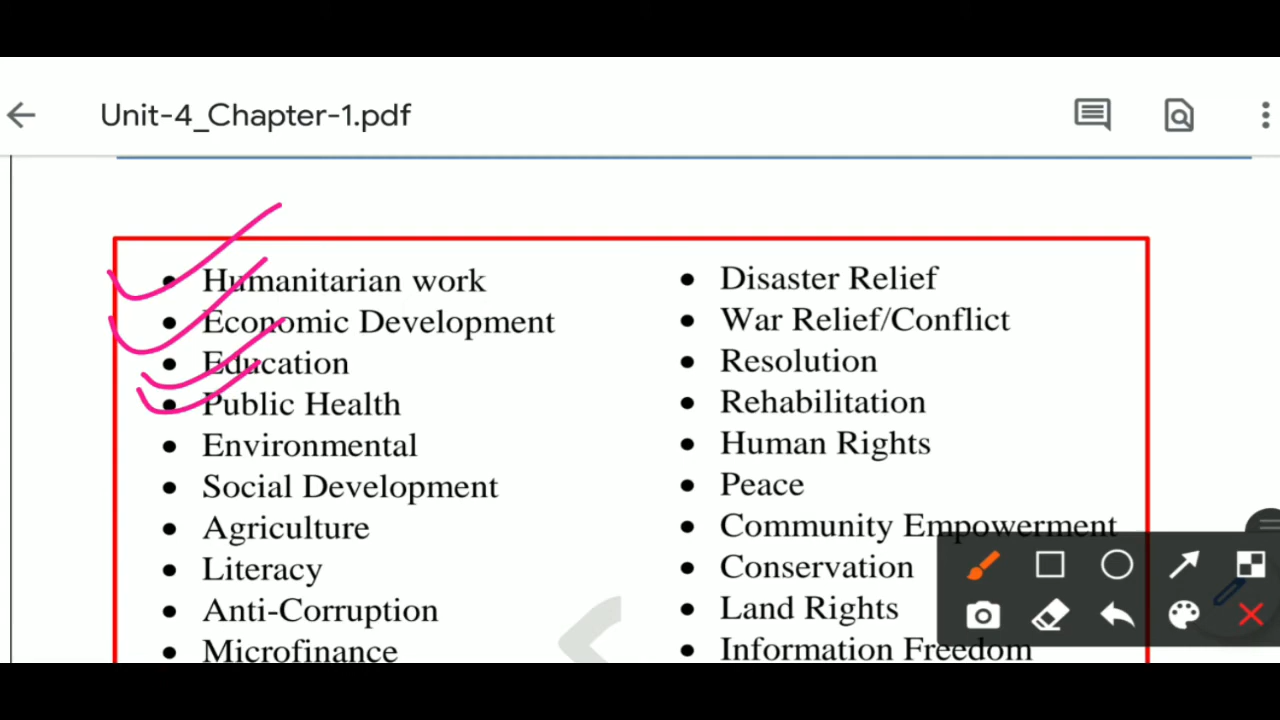 Unit-4_Chapter-1.pdf
Humanitarian work
Economic Development
Education
Public Health
Environmental
Social Development
Agriculture
Literacy
Anti-Corruption
Microfinance
Disaster Relief
War Relief/Conflict
Resolution
Rehabilitation
Human Rights
Peace
Community Empowerment
Conservation
Land Rights
Information Freedom